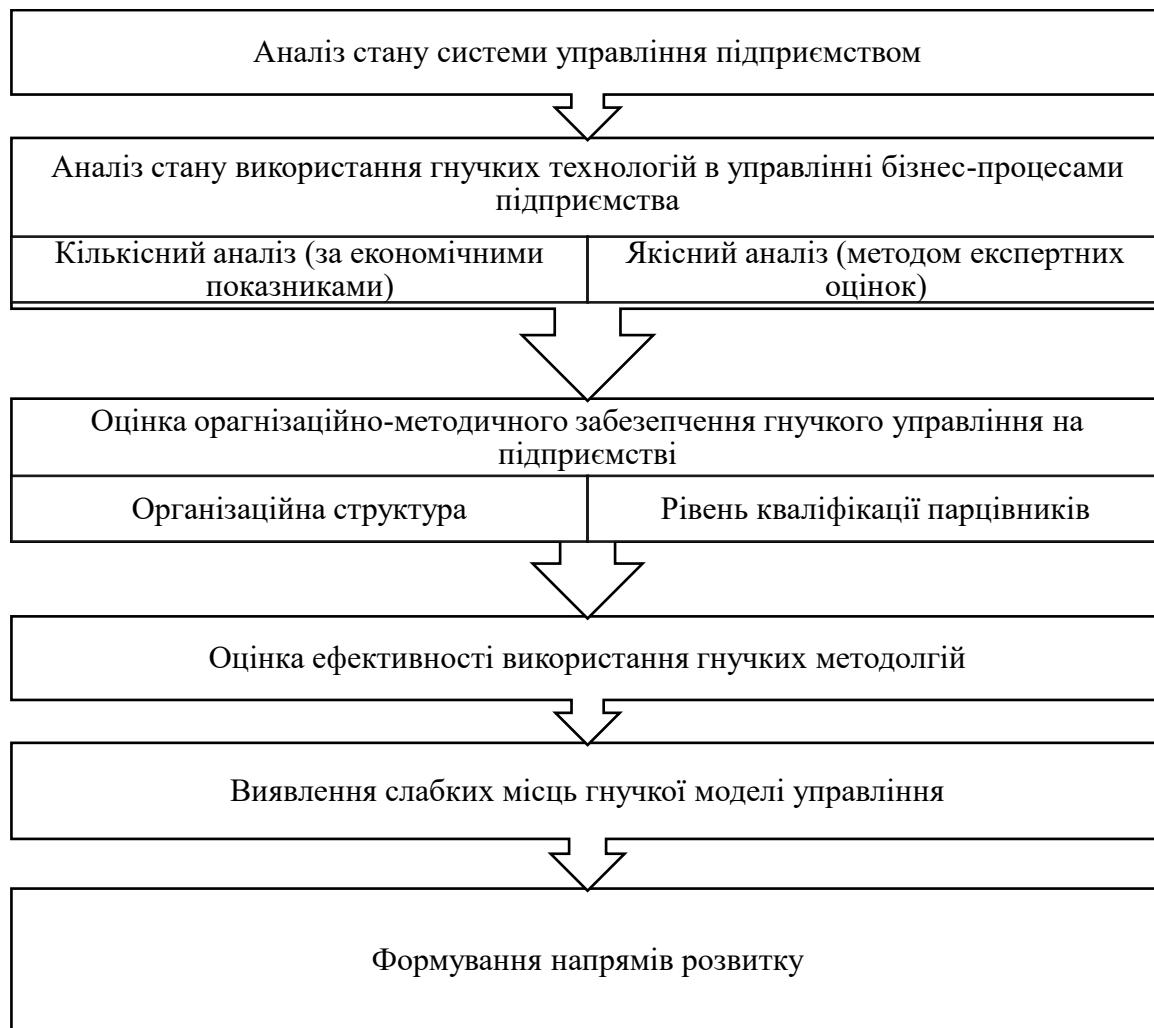 Аналіз стану системи управління підприємством
Аналіз стану використання гнучких технологій в управлінні бізнес-процесами
підприємства
Кількісний аналіз (за економічними
показниками)
Якісний аналіз (методом експертних
оцінок)
Оцінка орагнізаційно-методичного забезепчення гнучкого управління на
підприємстві
Організаційна структура
Рівень кваліфікації парцівників
Оцінка ефективності використання гнучких методолгій
Виявлення слабких місць гнучкої моделі управління
Формування напрямів розвитку